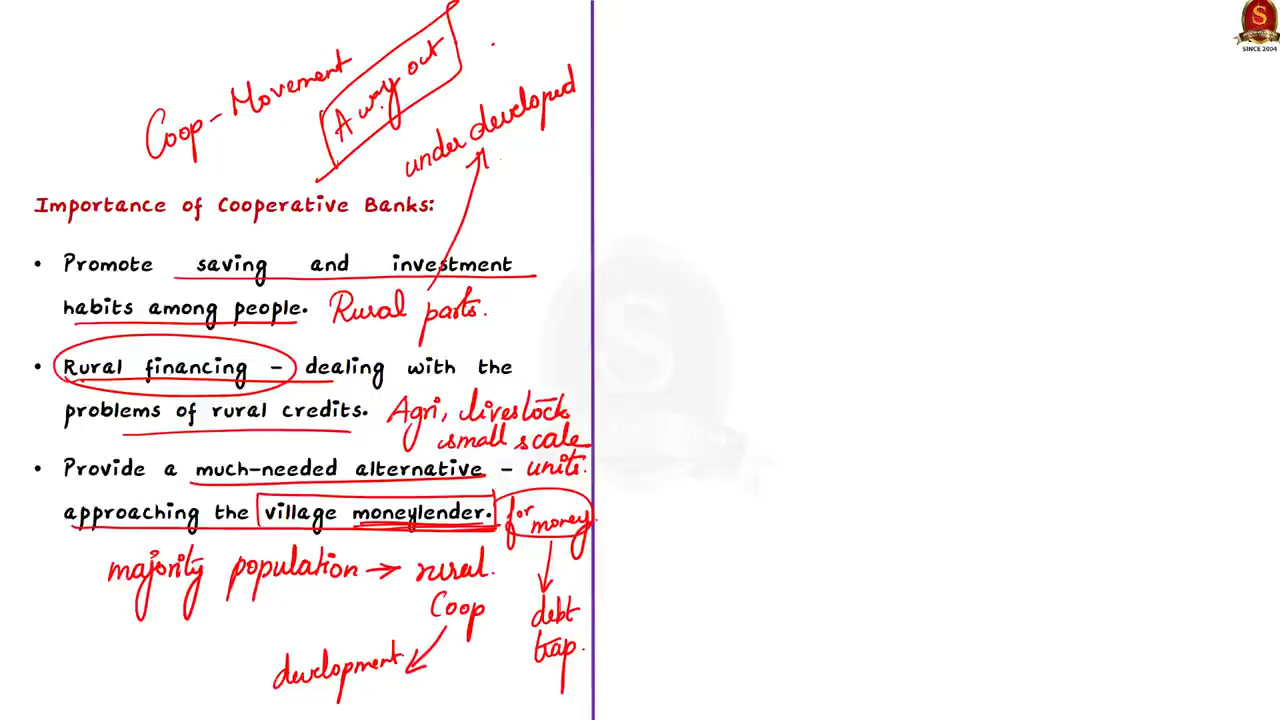 S
SINCE 2004
Coop-Movement
A way out
under developed
Importance of Cooperative Banks:
• Promote saving and investment
habits among people. Rural parts.
• Rural financing - dealing with the
problems of rural credits. Agri, livestock
small scale
• Provide a much-needed alternative - units.
approaching the village moneylender. for money.
majority population → rural.
Coop
debt
trap.
development